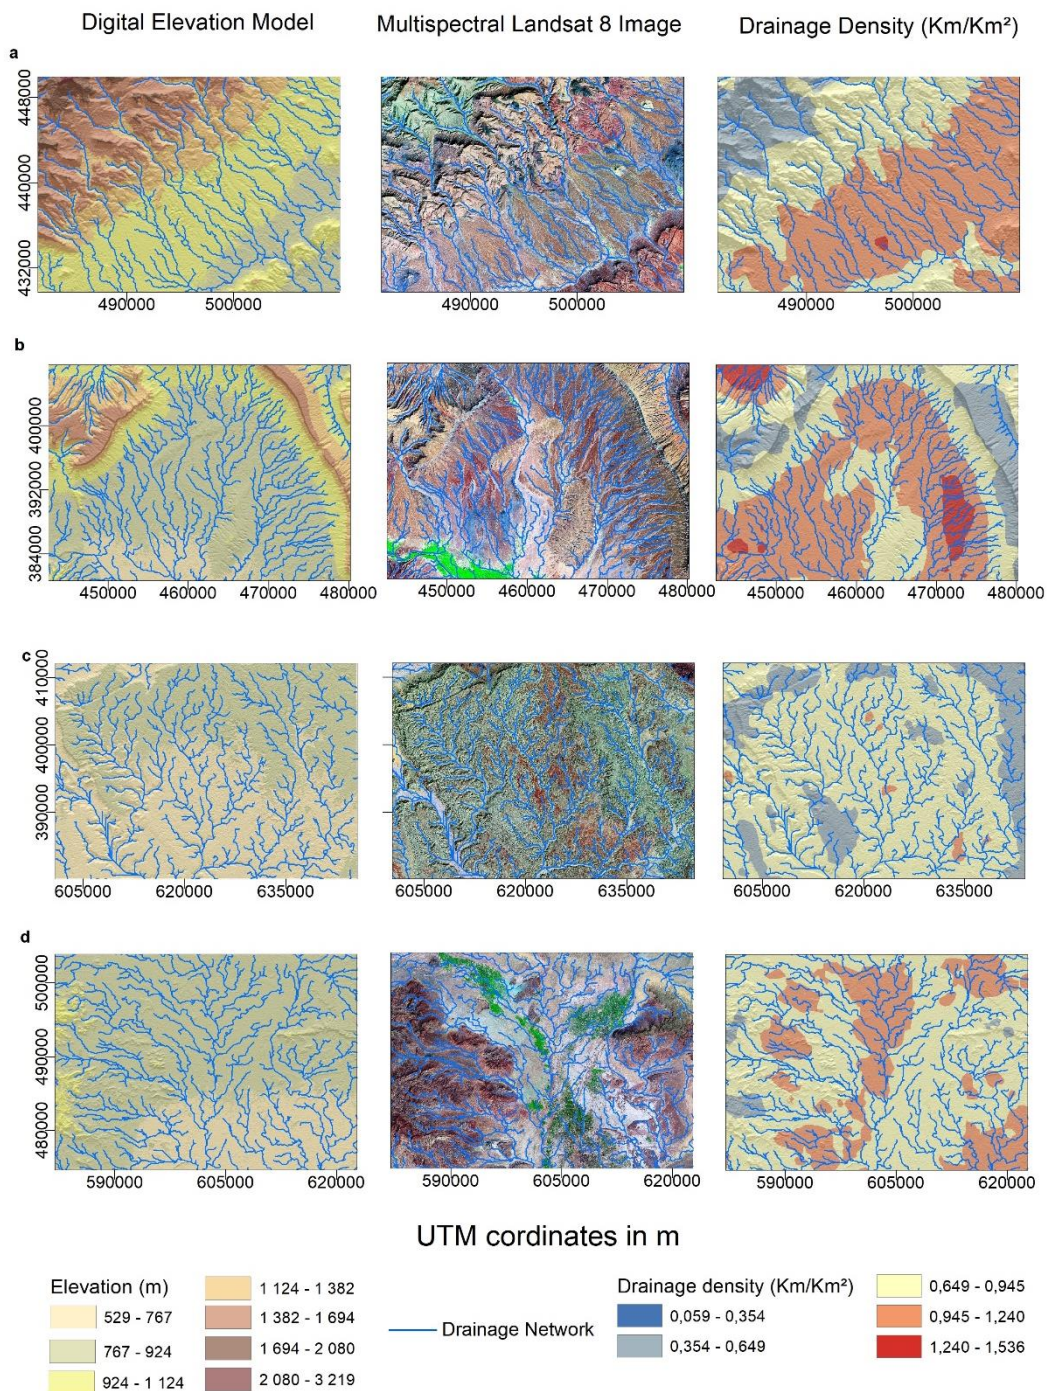 Digital Elevation Model
Multispectral Landsat 8 Image
Drainage Density (Km/Km²)
a
448000
440000
432000
490000 500000
490000 500000
490000 500000
b
400000
392000
384000
450000 460000 470000 480000
450000 460000 470000 480000
450000 460000 470000 480000
c
410000
400000
390000
605000 620000 635000
605000 620000 635000
605000 620000 635000
d
500000
490000
480000
590000 605000 620000
590000 605000 620000
590000 605000 620000
UTM cordinates in m
Elevation (m)
529 - 767
767 - 924
924 - 1 124
1 124 - 1 382
1 382 - 1 694
1 694 - 2 080
2 080 - 3 219
Drainage Network
Drainage density (Km/Km²)
0,059 - 0,354
0,354 - 0,649
0,649 - 0,945
0,945 - 1,240
1,240 - 1,536